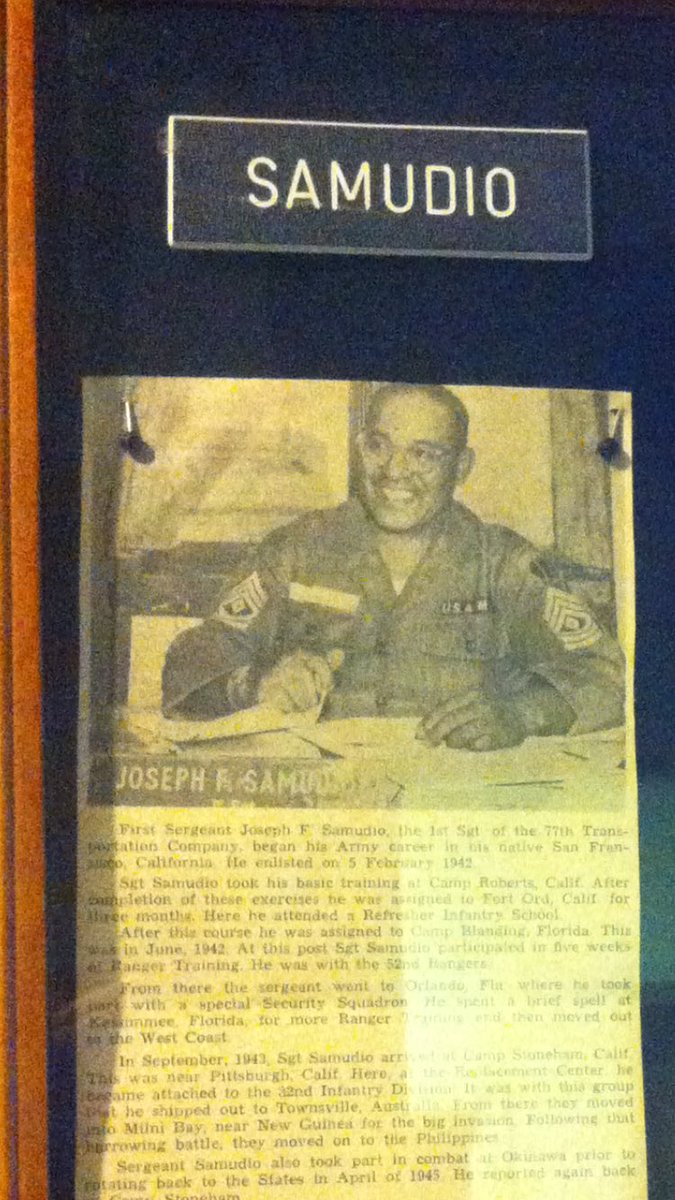 SAMUDIO
US ARM
JOSEPH F. SAMUD
First Sergeant Joseph F. Samudio, the 1st Sgt of the 77th Trans-
portation Company, began his Army career in his native San Fran-
cisco, California. He enlisted on 5 February 1942.
Sgt Samudio took his basic training at Camp Roberts, Calif. After
completion of these exercises he was assigned to Fort Ord, Calif. for
three months. Here he attended a Refresher Infantry School.
After this course he was assigned to Camp Blanding, Florida. This
was in June, 1942. At this post Sgt Samudio participated in five weeks
of Ranger Training. He was with the 52nd Rangers.
From there the sergeant went to Orlando, Fla. where he took
part with a special Security Squadron. He spent a brief spell at
Kissimmee, Florida, for more Ranger and then moved out
to the West Coast.
In September, 1943, Sgt Samudio arrived at Camp Stoneham, Calif.
This was near Pittsburgh, Calif. Here, at the Replacement Center, he
became attached to the 32nd Infantry Division. It was with this group
that he shipped out to Townsville, Australia. From there they moved
into Milni Bay, near New Guinea for the big invasion. Following that
harrowing battle, they moved on to the Philippines.
Sergeant Samudio also took part in combat at Okinawa prior to
rotating back to the States in April of 1945. He reported again back
Stoneham